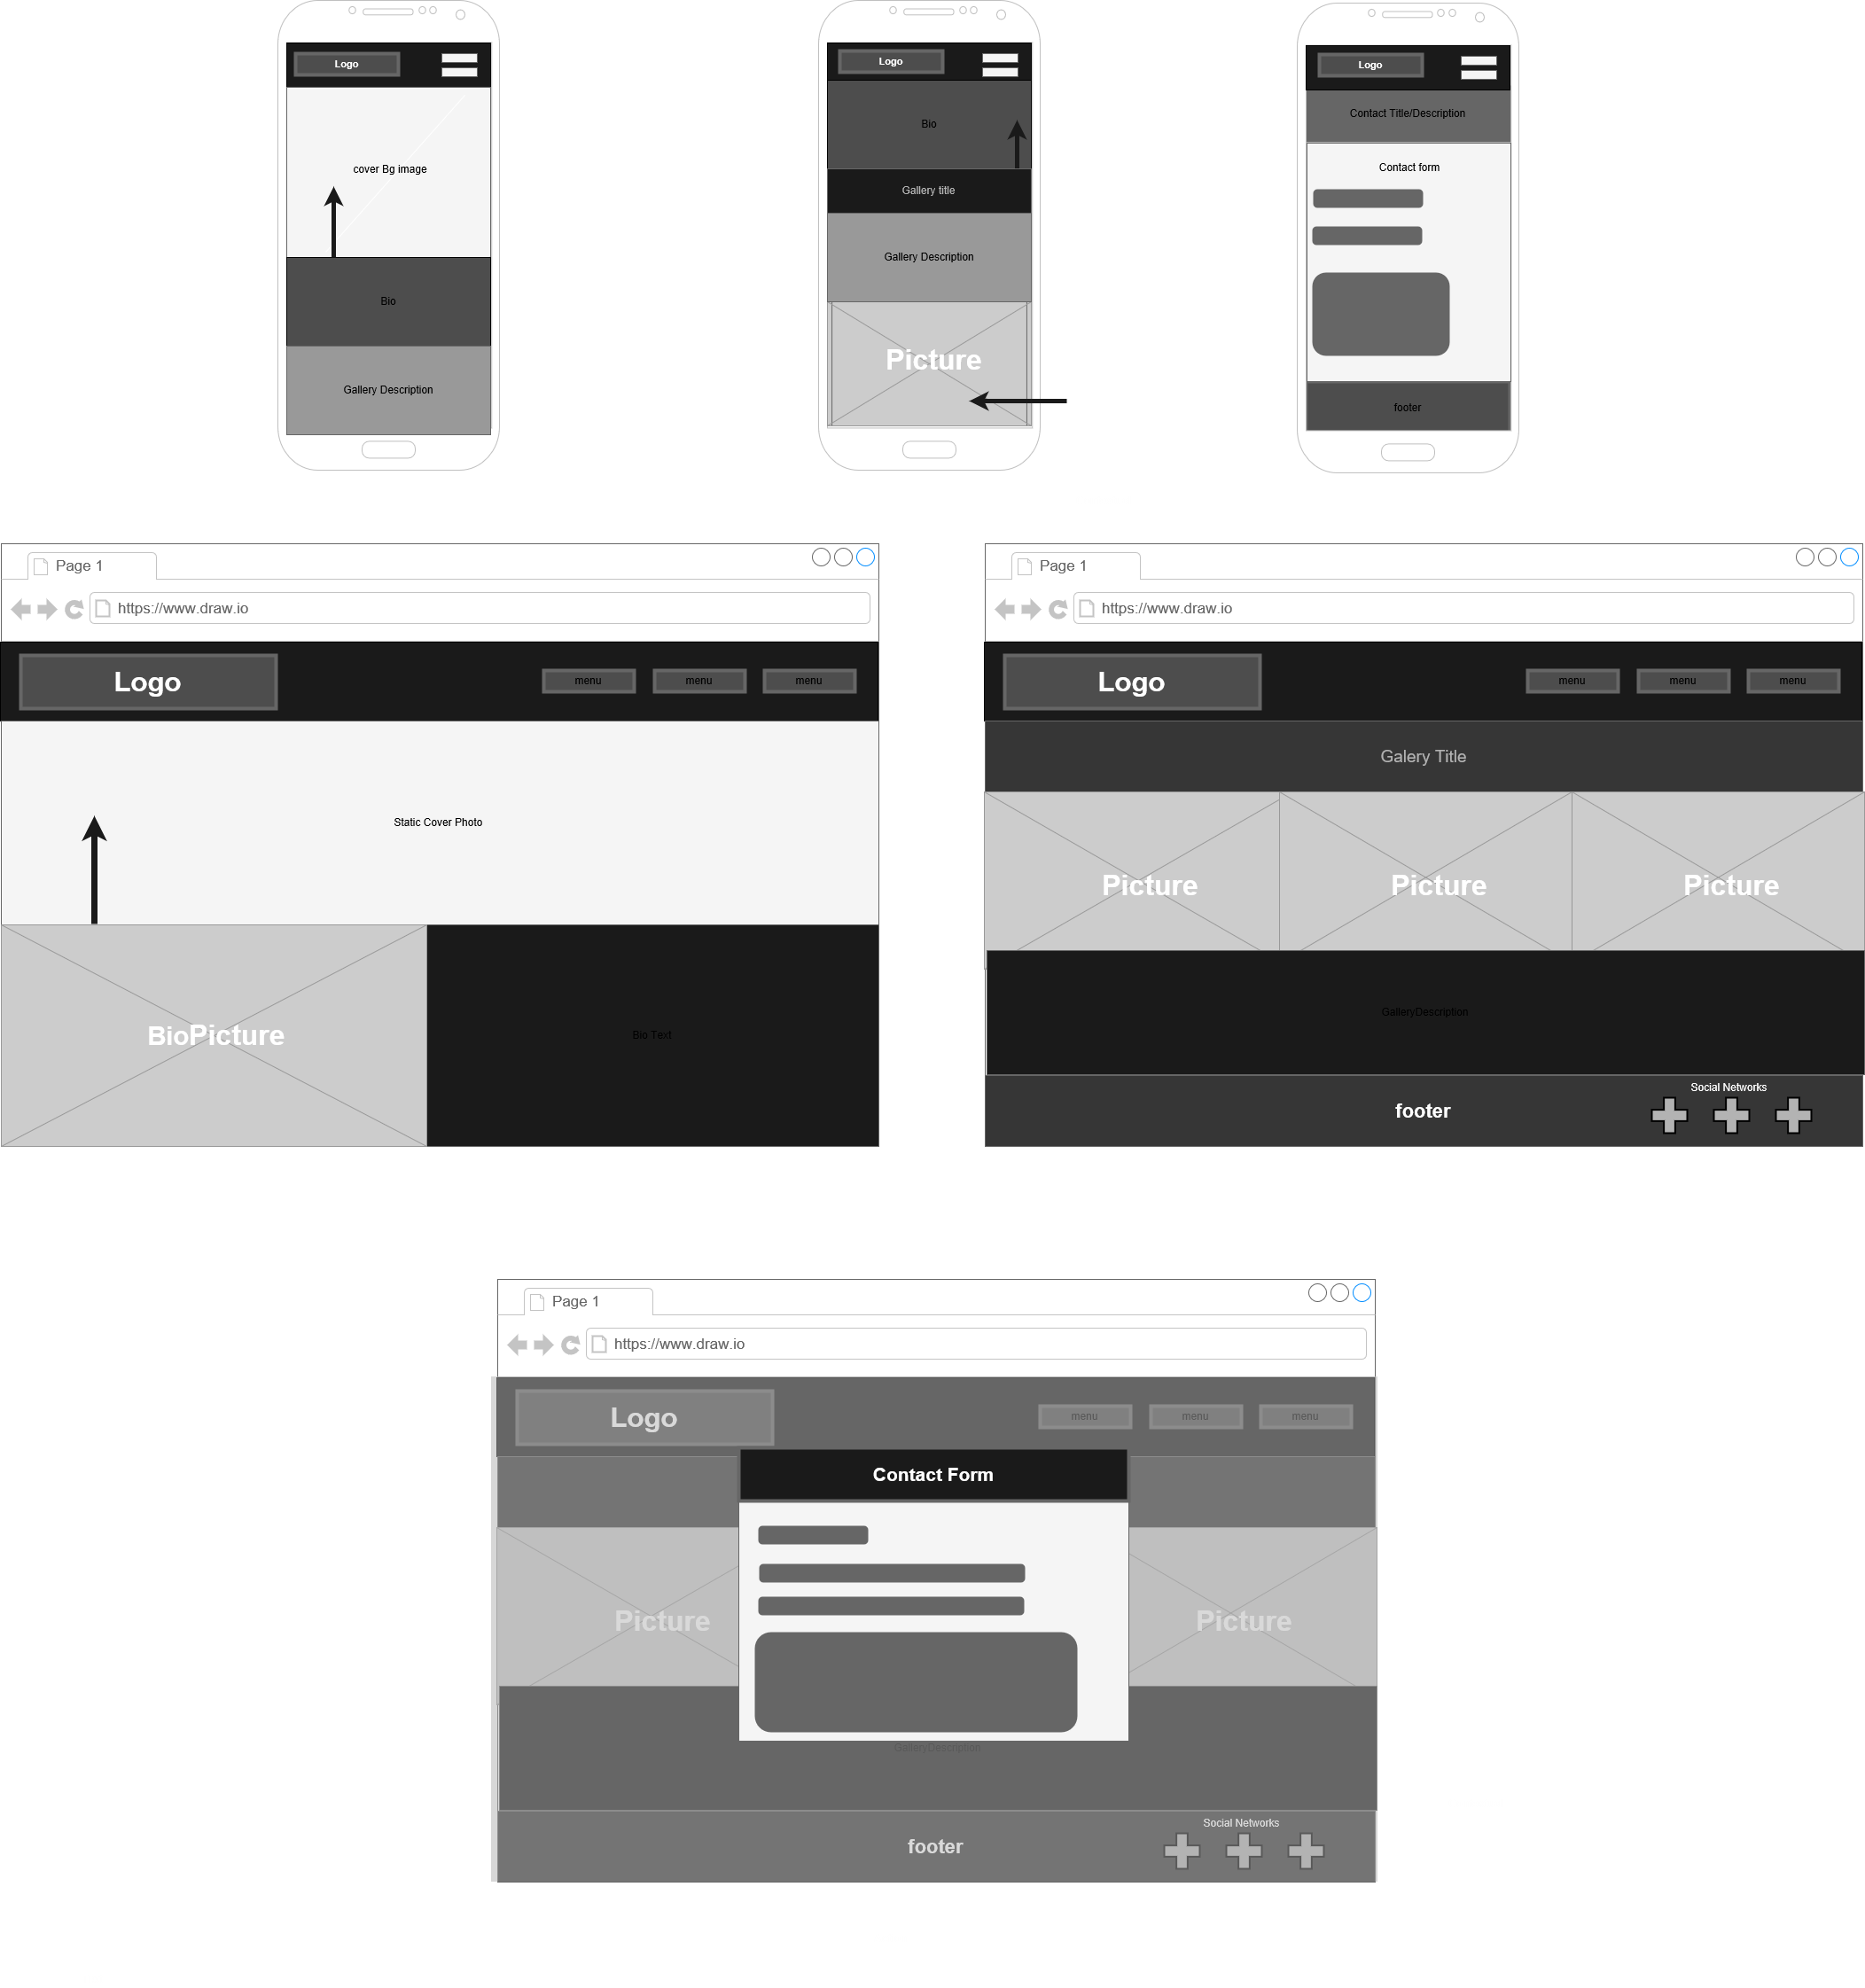 Logo
cover Bg image
Bio
Gallery Description
Logo
Bio
Gallery title
Gallery Description
Picture
Logo
Contact Title/Description
Contact form
footer
Page 1
https://www.draw.io
Logo
menu menu menu
Static Cover Photo
BioPicture
Bio Text
Page 1
https://www.draw.io
Logo
menu menu menu
Galery Title
Picture Picture Picture
GalleryDescription
Social Networks
footer
Page 1
https://www.draw.io
Logo
menu menu menu
Contact Form
Picture Picture
GalleryDescription
Social Networks
footer